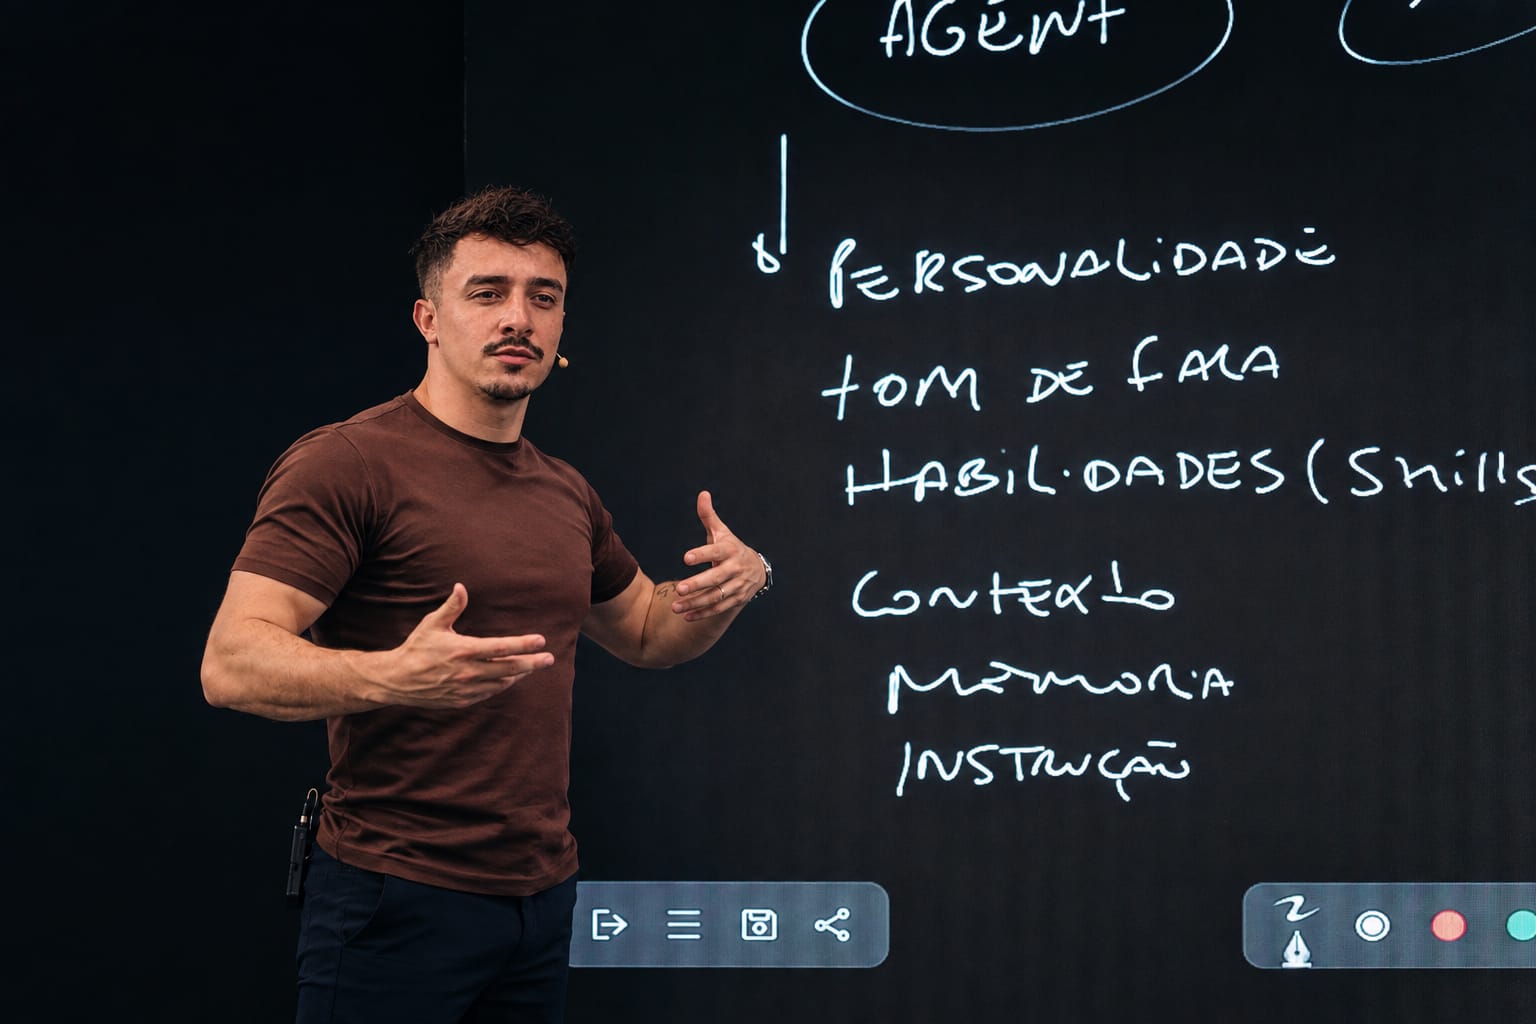 AGENT
PERSONALIDADE
TOM DE FALA
HABILIDADES (Skills
CONTEXTO
MEMORIA
INSTRUÇÃO